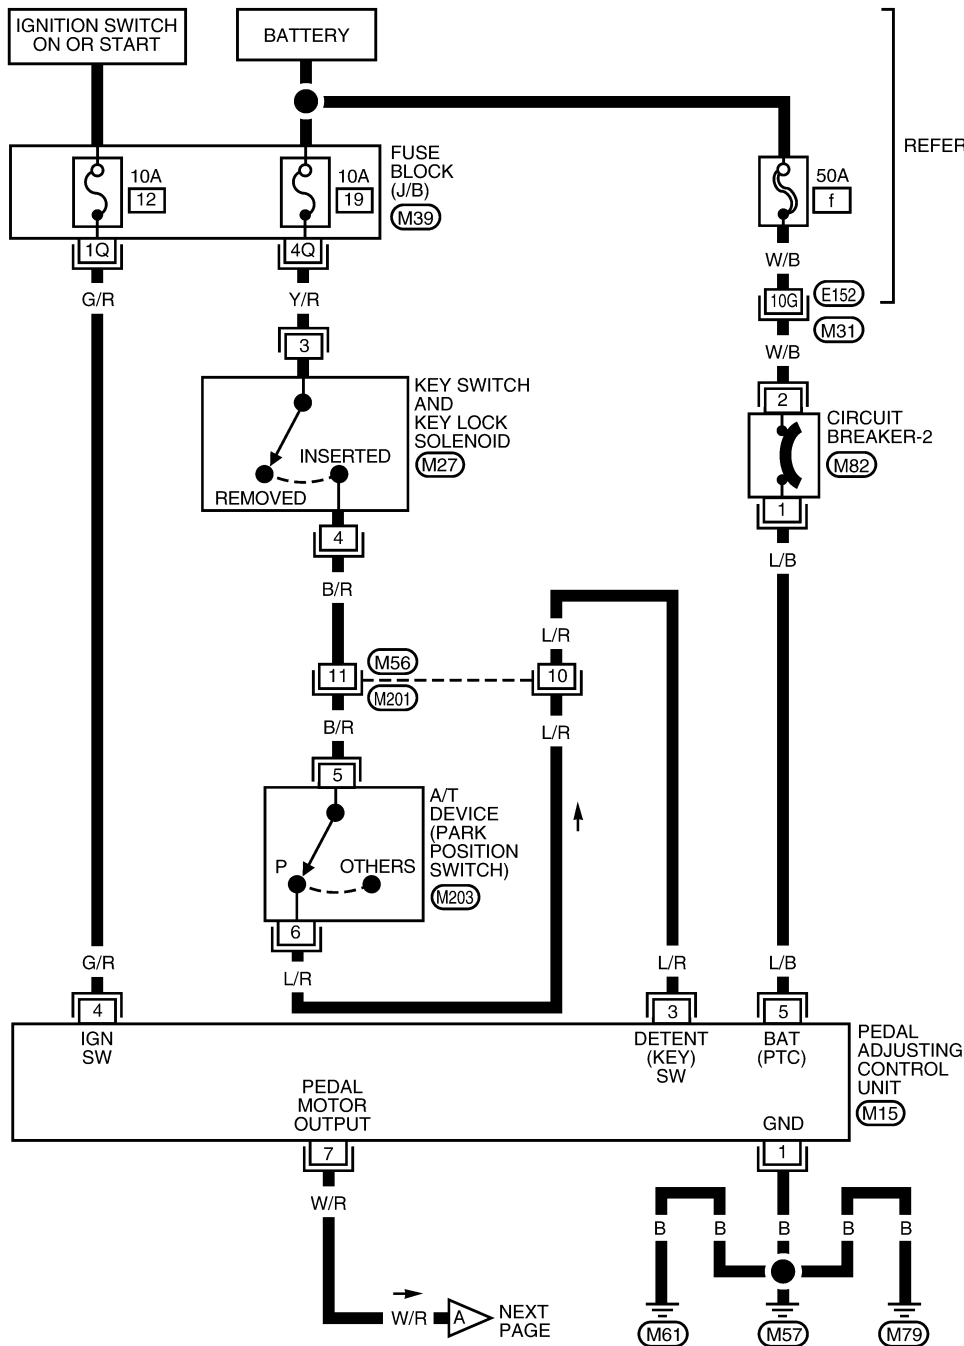 IGNITION SWITCH
ON OR START
BATTERY
REFER
FUSE
BLOCK
(J/B)
M39
10A
12
10A
19
50A
f
1Q
4Q
W/B
G/R
Y/R
10G
E152
M31
3
W/B
2
KEY SWITCH
AND
KEY LOCK
SOLENOID
M27
INSERTED
REMOVED
CIRCUIT
BREAKER-2
M82
4
1
B/R
L/B
L/R
11
M56
M201
10
B/R
L/R
5
A/T
DEVICE
(PARK
POSITION
SWITCH)
M203
P
OTHERS
6
G/R
L/R
L/R
L/B
4
3
5
IGN
SW
DETENT
(KEY)
SW
BAT
(PTC)
PEDAL
ADJUSTING
CONTROL
UNIT
M15
PEDAL
MOTOR
OUTPUT
GND
7
1
W/R
B
B
B
B
B
W/R
A
NEXT
PAGE
M61
M57
M79